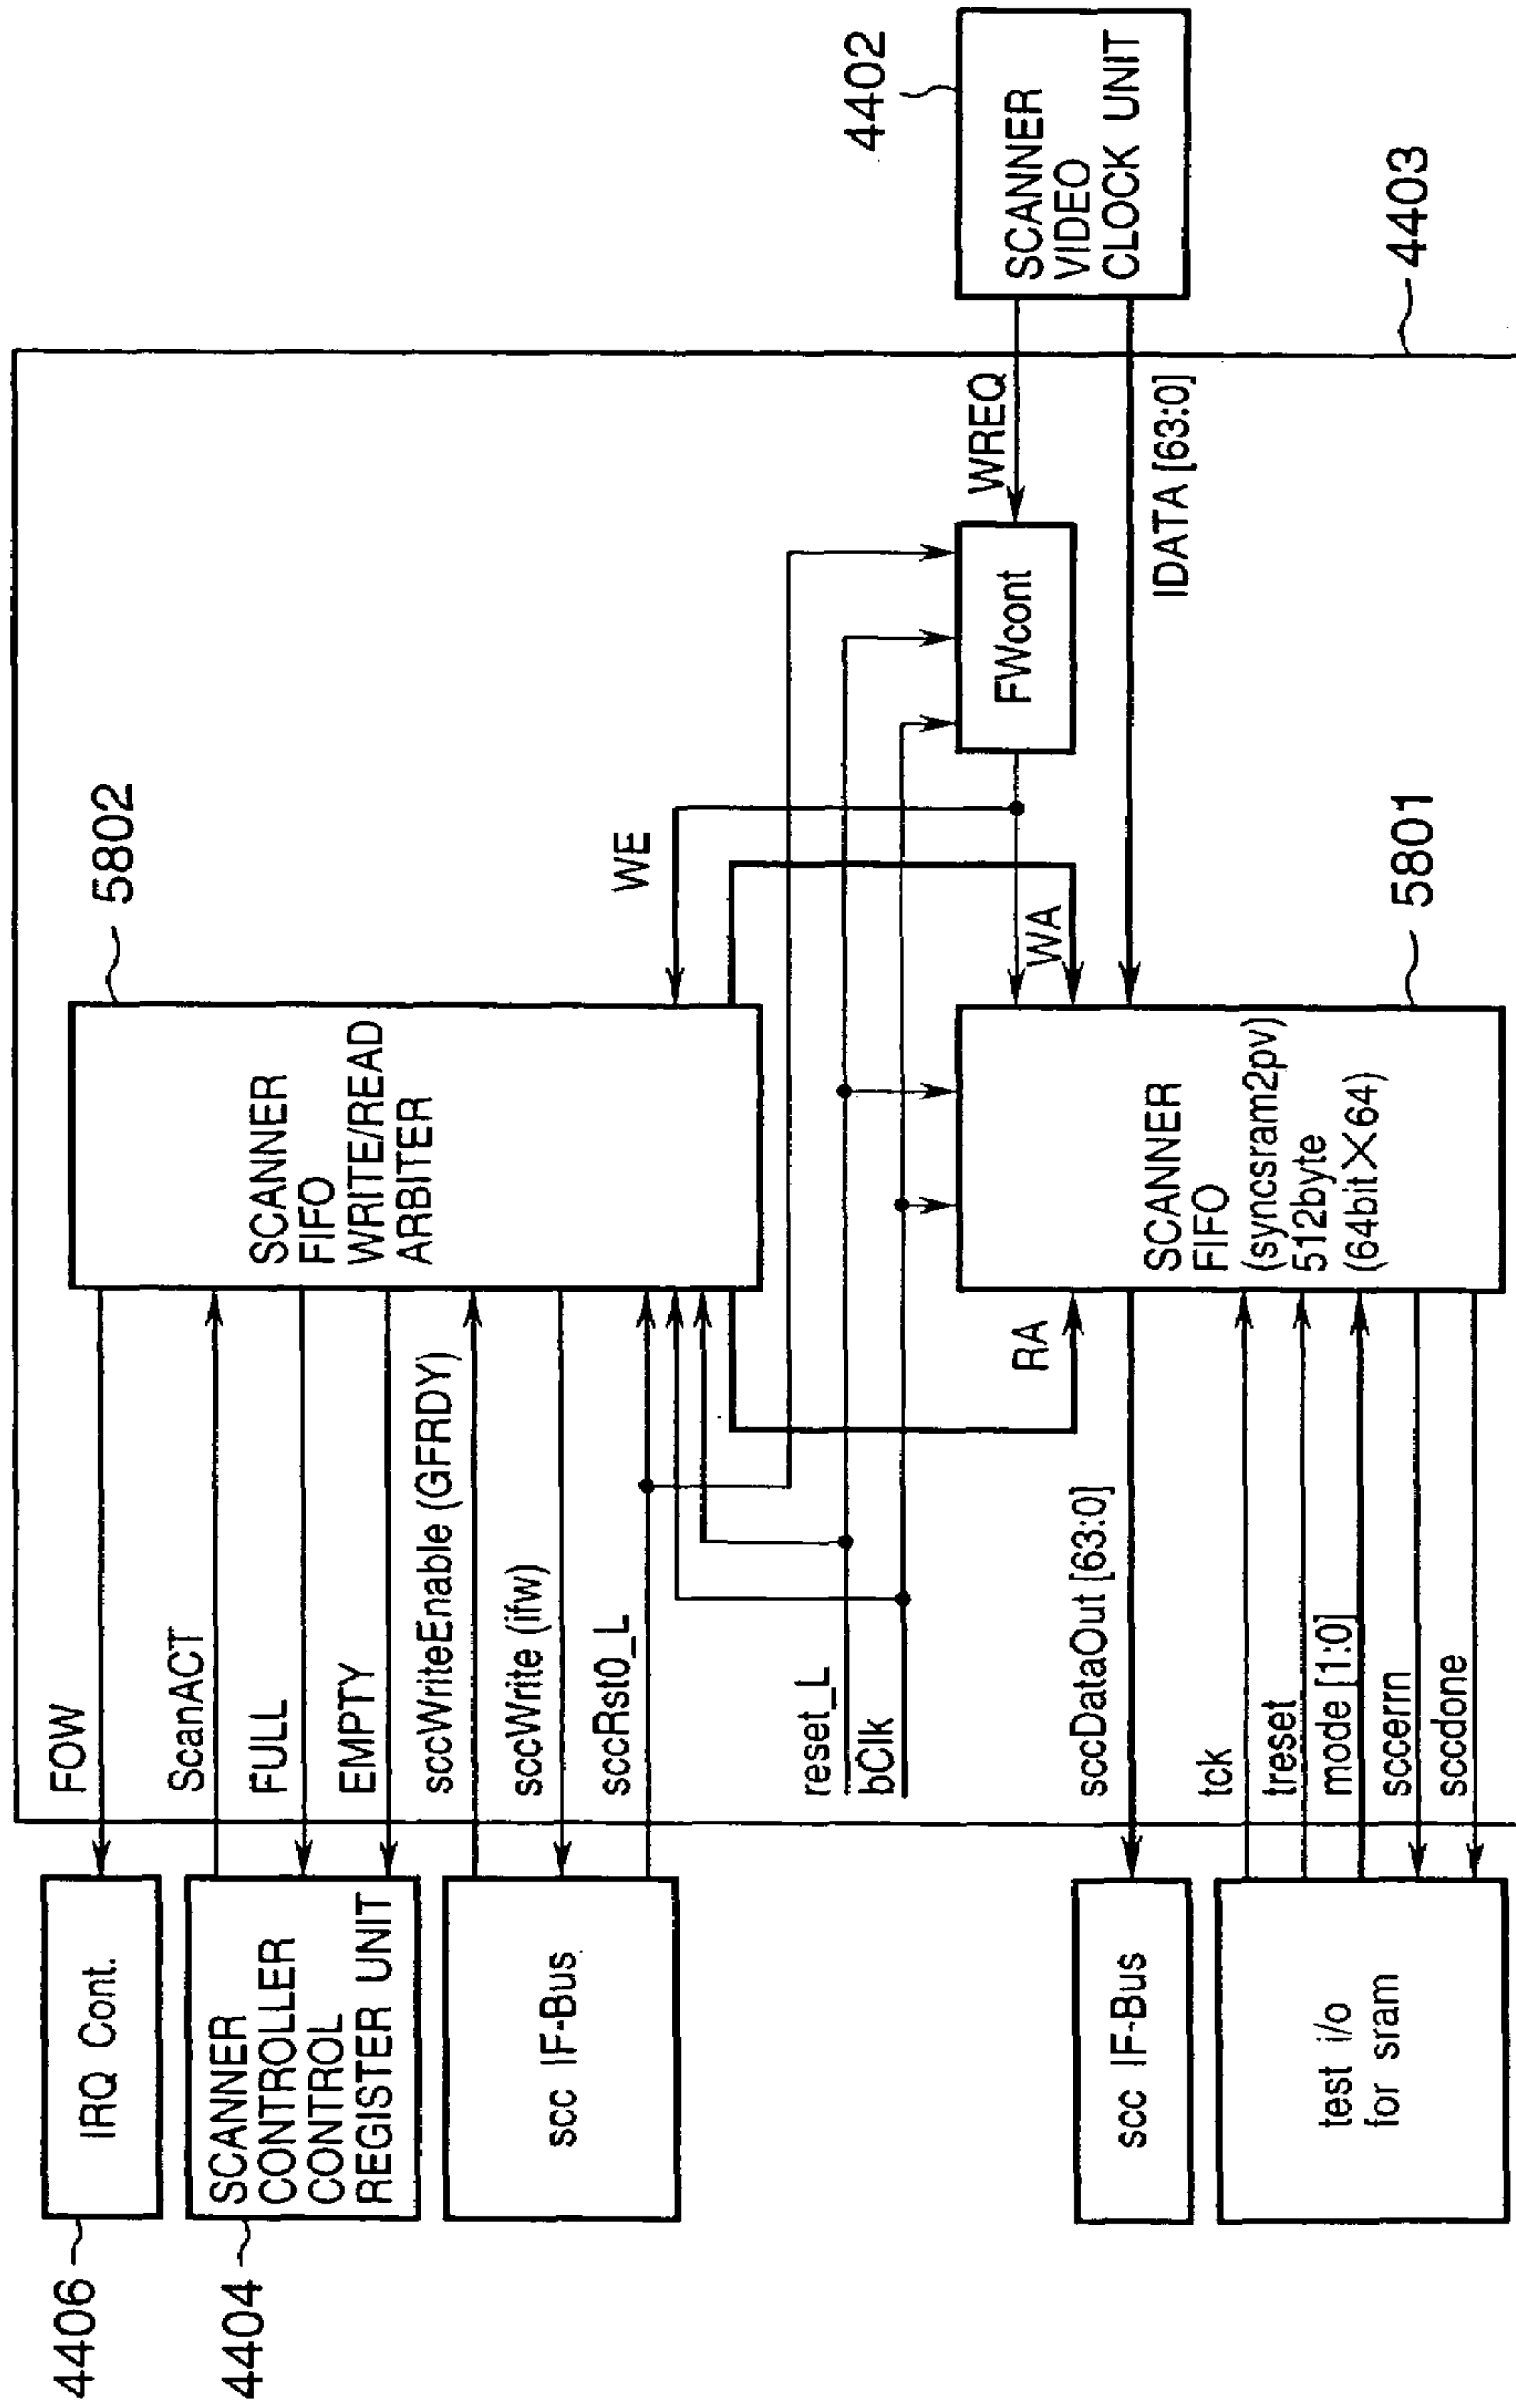 4406
IRQ Cont.
4404
SCANNER
CONTROLLER
CONTROL
REGISTER UNIT
scc IF-Bus
scc IF-Bus
test i/o
for sram
FOW
ScanACT
FULL
EMPTY
sccWriteEnable (GFRDY)
sccWrite (ifw)
sccRst0_L
reset_L
bClk
sccDataOut [63:0]
tck
treset
mode [1:0]
sccerrn
sccdone
RA
5802
SCANNER
FIFO
WRITE/READ
ARBITER
5801
SCANNER
FIFO
(syncsram2pv)
512byte
(64bit×64)
WE
WA
FWcont
WREQ
IDATA [63:0]
4402
SCANNER
VIDEO
CLOCK UNIT
4403